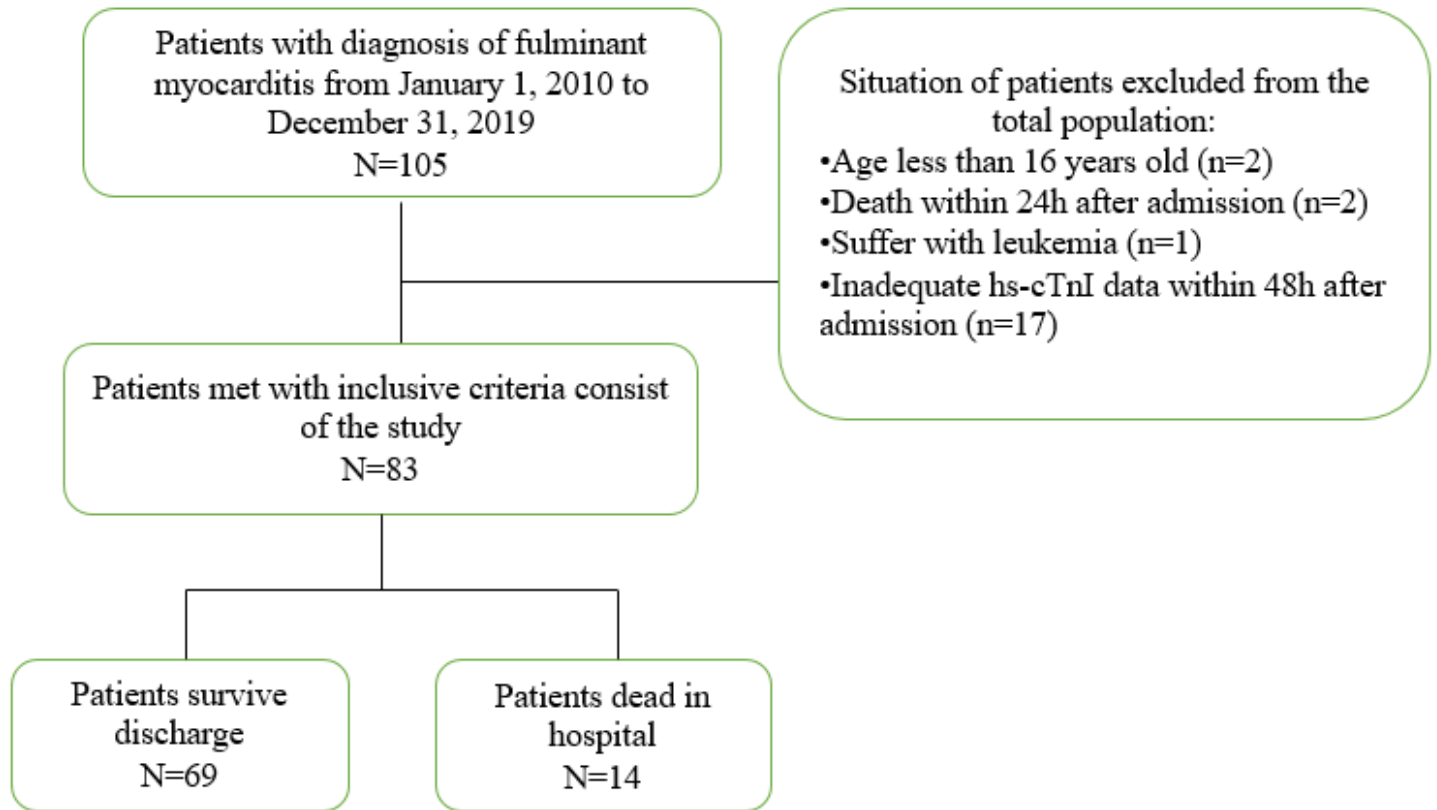 Patients with diagnosis of fulminant
myocarditis from January 1, 2010 to
December 31, 2019
N=105
Situation of patients excluded from the
total population:
•Age less than 16 years old (n=2)
•Death within 24h after admission (n=2)
•Suffer with leukemia (n=1)
•Inadequate hs-cTnI data within 48h after
admission (n=17)
Patients met with inclusive criteria consist
of the study
N=83
Patients survive
discharge
N=69
Patients dead in
hospital
N=14